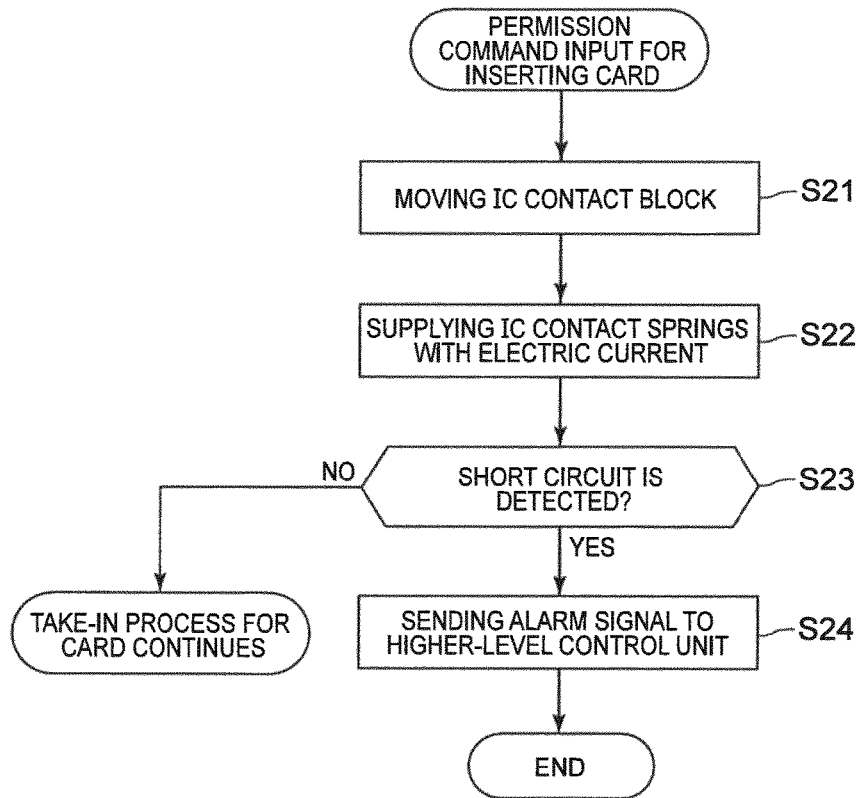 PERMISSION
COMMAND INPUT FOR
INSERTING CARD
MOVING IC CONTACT BLOCK
S21
SUPPLYING IC CONTACT SPRINGS
WITH ELECTRIC CURRENT
S22
NO
SHORT CIRCUIT IS
DETECTED?
S23
YES
TAKE-IN PROCESS FOR
CARD CONTINUES
SENDING ALARM SIGNAL TO
HIGHER-LEVEL CONTROL UNIT
S24
END